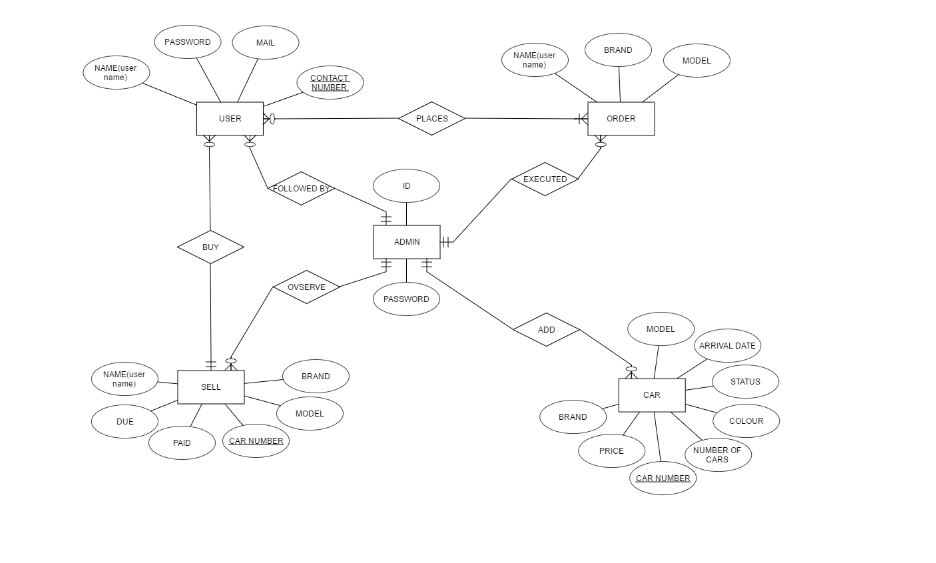 PASSWORD
MAIL
NAME(user
name)
CONTACT
NUMBER
USER
PLACES
NAME(user
name)
BRAND
MODEL
ORDER
FOLLOWED BY
ID
EXECUTED
ADMIN
BUY
OVSERVE
PASSWORD
ADD
NAME(user
name)
SELL
BRAND
DUE
MODEL
PAID
CAR NUMBER
MODEL
ARRIVAL DATE
STATUS
CAR
BRAND
COLOUR
PRICE
NUMBER OF
CARS
CAR NUMBER